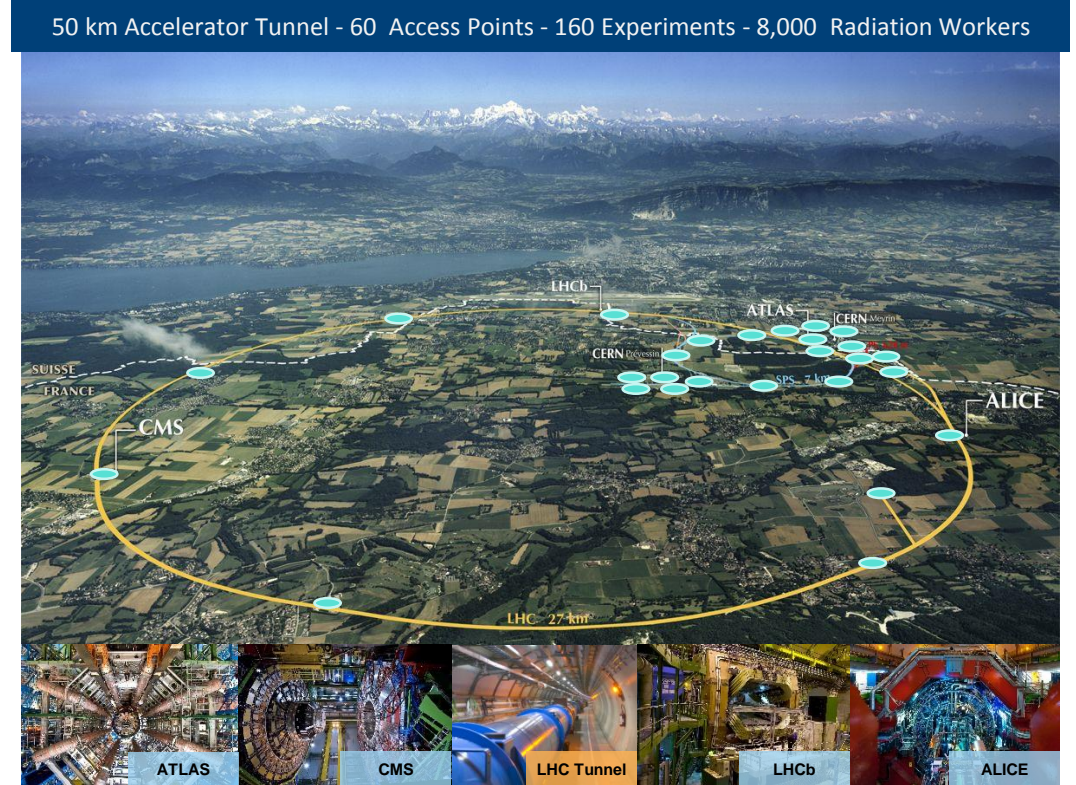 50 km Accelerator Tunnel - 60 Access Points - 160 Experiments - 8,000 Radiation Workers
LHCb
ATLAS
CERN Meyrin
CERN Prévessin
SUISSE
FRANCE
SPS 7 km
CMS
ALICE
LHC 27 km
ATLAS
CMS
LHC Tunnel
LHCb
ALICE